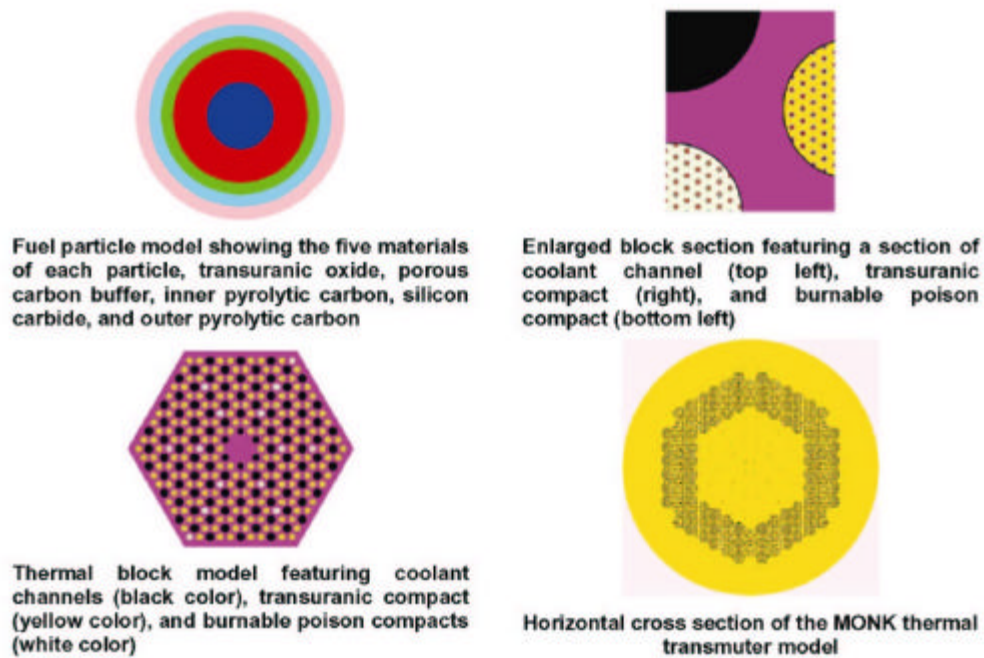 Fuel particle model showing the five materials
of each particle, transuranic oxide, porous
carbon buffer, inner pyrolytic carbon, silicon
carbide, and outer pyrolytic carbon
Enlarged block section featuring a section of
coolant channel (top left), transuranic
compact (right), and burnable poison
compact (bottom left)
Thermal block model featuring coolant
channels (black color), transuranic compact
(yellow color), and burnable poison compacts
(white color)
Horizontal cross section of the MONK thermal
transmuter model